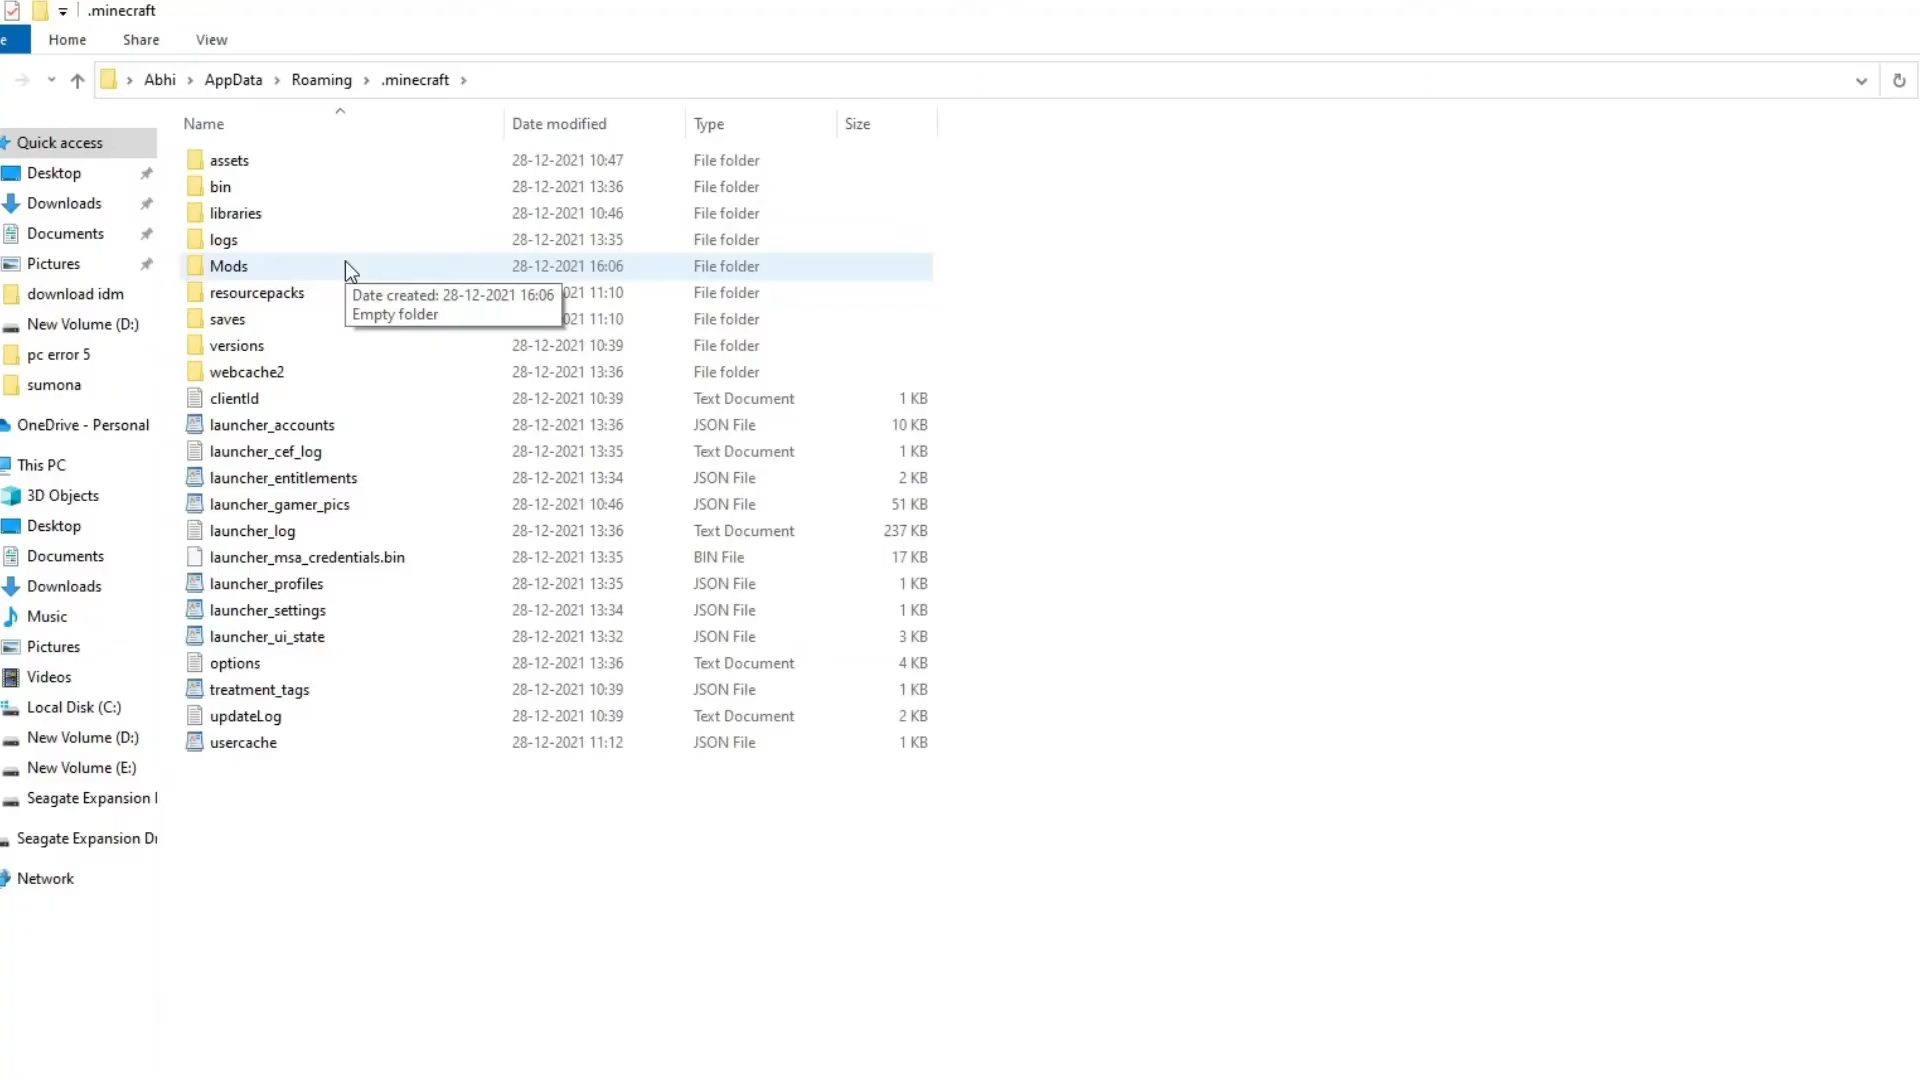 .minecraft
e Home Share View
Abhi AppData Roaming .minecraft
Name Date modified Type Size
Quick access
Desktop
Downloads
Documents
Pictures
download idm
New Volume (D:)
pc error 5
sumona
OneDrive - Personal
This PC
3D Objects
Desktop
Documents
Downloads
Music
Pictures
Videos
Local Disk (C:)
New Volume (D:)
New Volume (E:)
Seagate Expansion
Seagate Expansion Dr
Network
assets 28-12-2021 10:47 File folder
bin 28-12-2021 13:36 File folder
libraries 28-12-2021 10:46 File folder
logs 28-12-2021 13:35 File folder
Mods 28-12-2021 16:06 File folder
resourcepacks 021 11:10 File folder
saves 021 11:10 File folder
Date created: 28-12-2021 16:06
Empty folder
versions 28-12-2021 10:39 File folder
webcache2 28-12-2021 13:36 File folder
clientId 28-12-2021 10:39 Text Document 1 KB
launcher_accounts 28-12-2021 13:36 JSON File 10 KB
launcher_cef_log 28-12-2021 13:35 Text Document 1 KB
launcher_entitlements 28-12-2021 13:34 JSON File 2 KB
launcher_gamer_pics 28-12-2021 10:46 JSON File 51 KB
launcher_log 28-12-2021 13:36 Text Document 237 KB
launcher_msa_credentials.bin 28-12-2021 13:35 BIN File 17 KB
launcher_profiles 28-12-2021 13:35 JSON File 1 KB
launcher_settings 28-12-2021 13:34 JSON File 1 KB
launcher_ui_state 28-12-2021 13:32 JSON File 3 KB
options 28-12-2021 13:36 Text Document 4 KB
treatment_tags 28-12-2021 10:39 JSON File 1 KB
updateLog 28-12-2021 10:39 Text Document 2 KB
usercache 28-12-2021 11:12 JSON File 1 KB